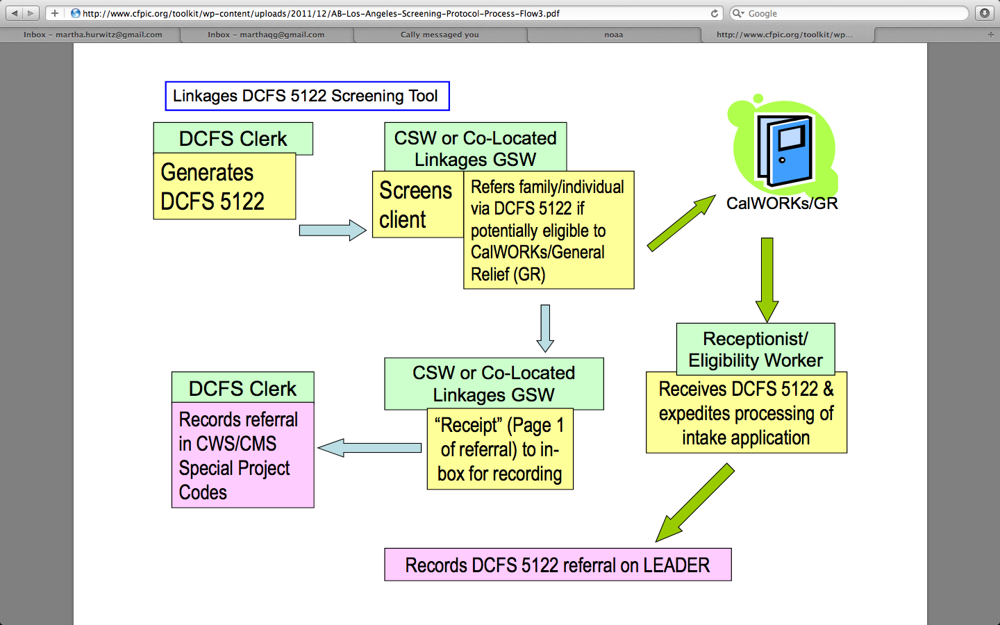 http://www.cfpic.org/toolkit/wp-content/uploads/2011/12/AB-Los-Angeles-Screening-Protocol-Process-Flow3.pdf
Google
Inbox – martha.hurwitz@gmail.com
Inbox – marthaqg@gmail.com
Cally messaged you
noaa
http://www.cfpic.org/toolkit/wp...
Linkages DCFS 5122 Screening Tool
DCFS Clerk
Generates
DCFS 5122
CSW or Co-Located
Linkages GSW
Screens
client
Refers family/individual
via DCFS 5122 if
potentially eligible to
CalWORKs/General
Relief (GR)
CalWORKs/GR
Receptionist/
Eligibility Worker
Receives DCFS 5122 &
expedites processing of
intake application
CSW or Co-Located
Linkages GSW
“Receipt” (Page 1
of referral) to in-
box for recording
DCFS Clerk
Records referral
in CWS/CMS
Special Project
Codes
Records DCFS 5122 referral on LEADER